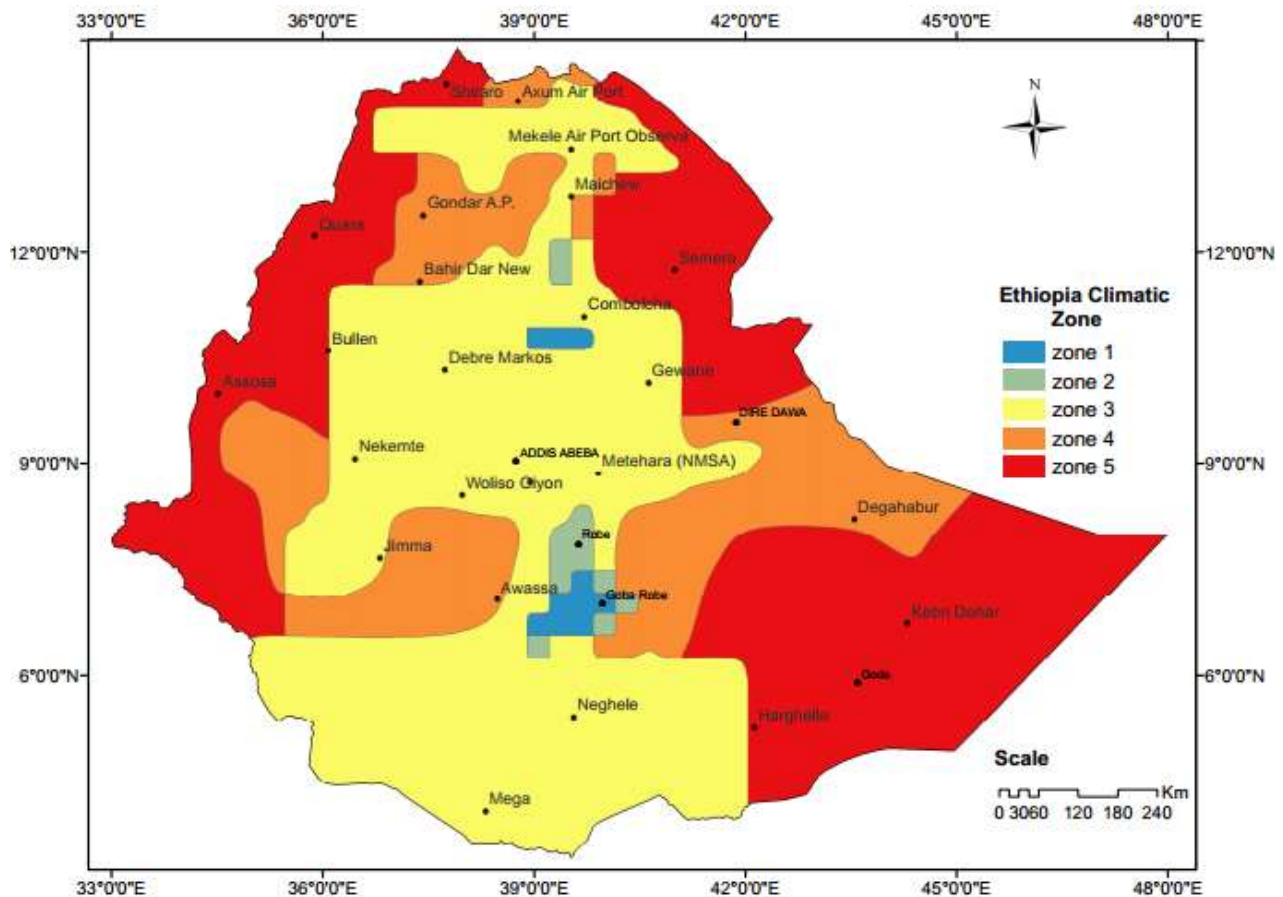 33°0'0"E 36°0'0"E 39°0'0"E 42°0'0"E 45°0'0"E 48°0'0"E
N
Shiraro
Axum Air Port
Mekele Air Port Observa
Maichew
Gondar A.P.
Quara
12°0'0"N 12°0'0"N
Semera
Bahir Dar New
Ethiopia Climatic
Zone
Combolcha
zone 1
Bullen
Debre Markos
zone 2
Gewane
Assosa
zone 3
DIRE DAWA
zone 4
Nekemte
ADDIS ABEBA
Metehara (NMSA)
zone 5
9°0'0"N 9°0'0"N
Woliso Giyon
Degahabur
Robe
Jimma
Awassa
Goba Robe
Kebri Dehar
6°0'0"N 6°0'0"N
Gode
Neghele
Harghelle
Scale
Km
0 30 60 120 180 240
Mega
33°0'0"E 36°0'0"E 39°0'0"E 42°0'0"E 45°0'0"E 48°0'0"E